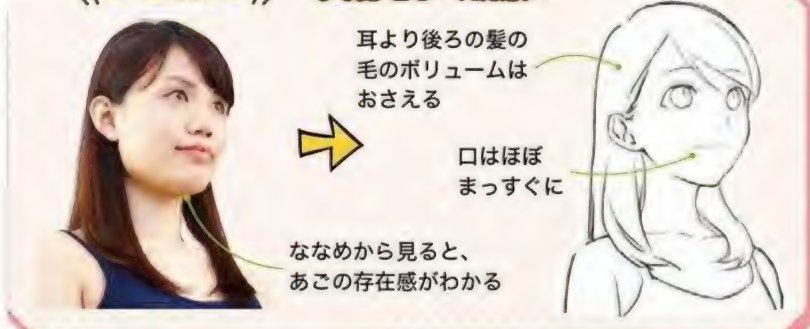 耳より後ろの髪の
毛のボリュームは
おさえる
口はほぼ
まっすぐに
ななめから見ると、
あごの存在感がわかる